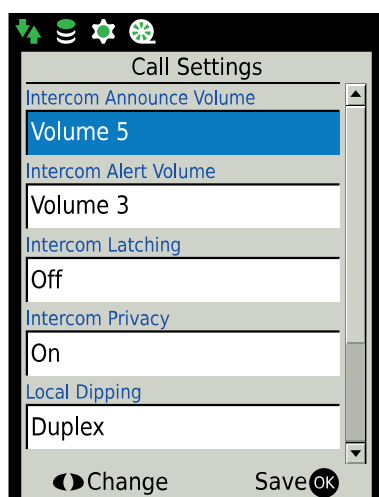 Call Settings
Intercom Announce Volume
Volume 5
Intercom Alert Volume
Volume 3
Intercom Latching
Off
Intercom Privacy
On
Local Dipping
Duplex
Change Save OK